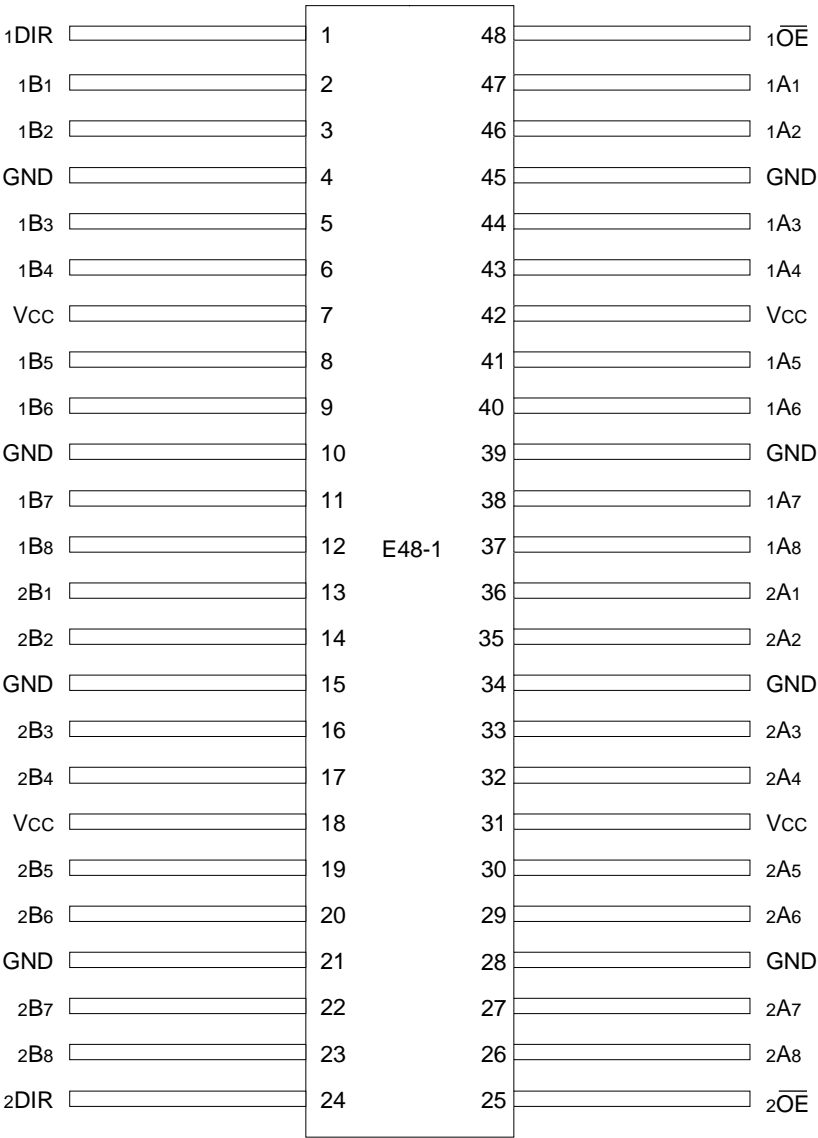 1DIR 1 48 1O̅E̅
1B1 2 47 1A1
1B2 3 46 1A2
GND 4 45 GND
1B3 5 44 1A3
1B4 6 43 1A4
VCC 7 42 VCC
1B5 8 41 1A5
1B6 9 40 1A6
GND 10 39 GND
1B7 11 38 1A7
1B8 12 E48-1 37 1A8
2B1 13 36 2A1
2B2 14 35 2A2
GND 15 34 GND
2B3 16 33 2A3
2B4 17 32 2A4
VCC 18 31 VCC
2B5 19 30 2A5
2B6 20 29 2A6
GND 21 28 GND
2B7 22 27 2A7
2B8 23 26 2A8
2DIR 24 25 2O̅E̅